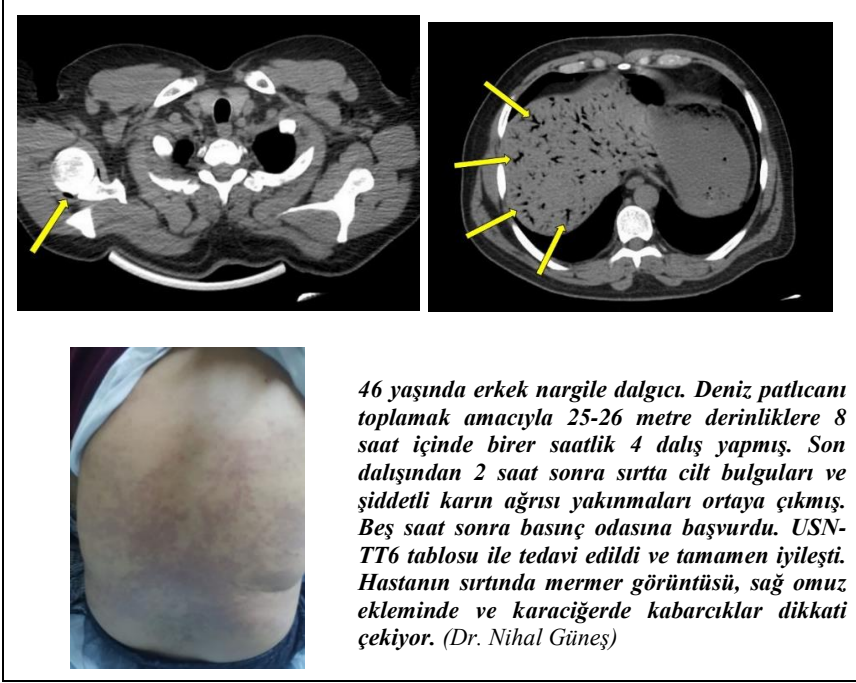 46 yaşında erkek nargile dalgıcı. Deniz patlıcanı
toplamak amacıyla 25-26 metre derinliklere 8
saat içinde birer saatlik 4 dalış yapmış. Son
dalışından 2 saat sonra sırtta cilt bulguları ve
şiddetli karın ağrısı yakınmaları ortaya çıkmış.
Beş saat sonra basınç odasına başvurdu. USN-
TT6 tablosu ile tedavi edildi ve tamamen iyileşti.
Hastanın sırtında mermer görüntüsü, sağ omuz
ekleminde ve karaciğerde kabarcıklar dikkati
çekiyor. (Dr. Nihal Güneş)